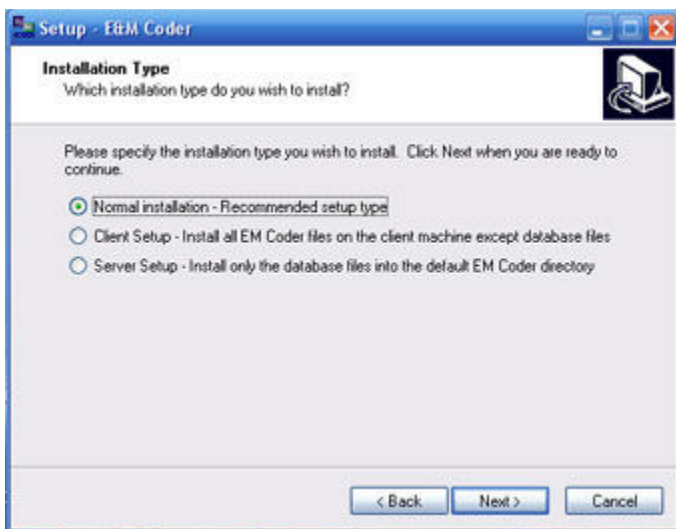 Setup - E&M Coder
Installation Type
Which installation type do you wish to install?
Please specify the installation type you wish to install. Click Next when you are ready to
continue.
Normal installation - Recommended setup type
Client Setup - Install all EM Coder files on the client machine except database files
Server Setup - Install only the database files into the default EM Coder directory
< Back
Next >
Cancel